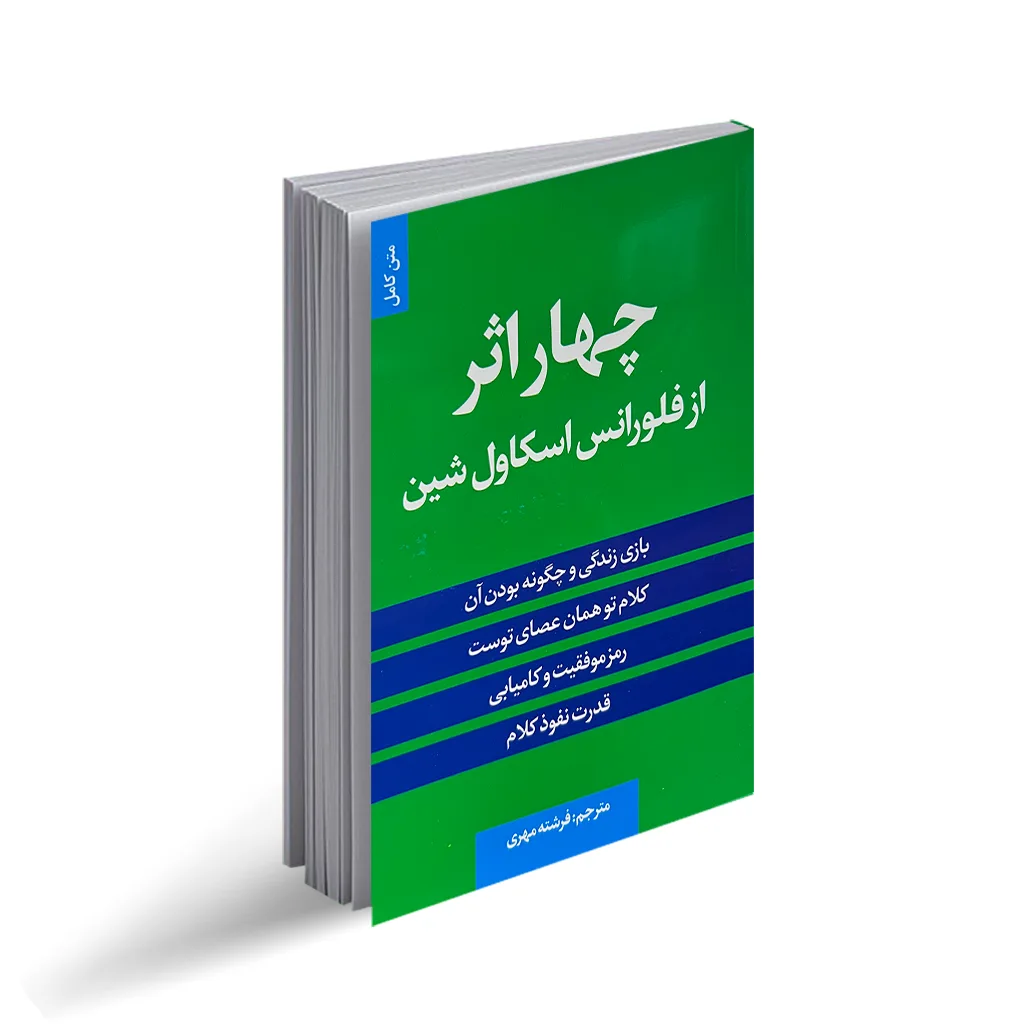 متن کامل
چهار اثر
از فلورانس اسکاول شین
بازی زندگی و چگونه بودن آن
کلام تو همان عصای توست
رمز موفقیت و کامیابی
قدرت نفوذ کلام
مترجم: فرشته مهری